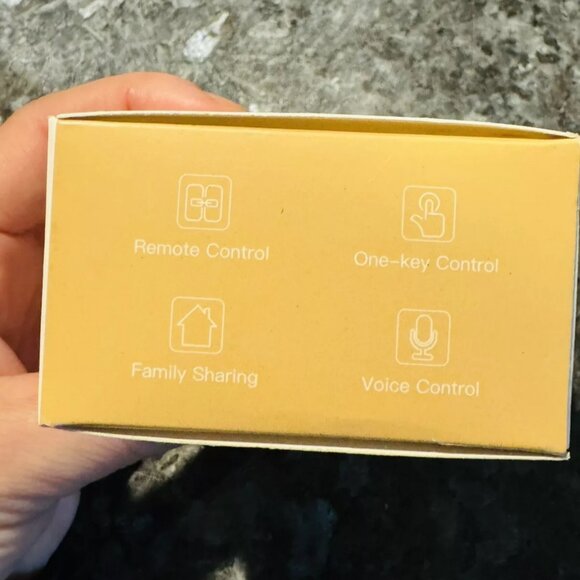 Remote Control
One-key Control
Family Sharing
Voice Control